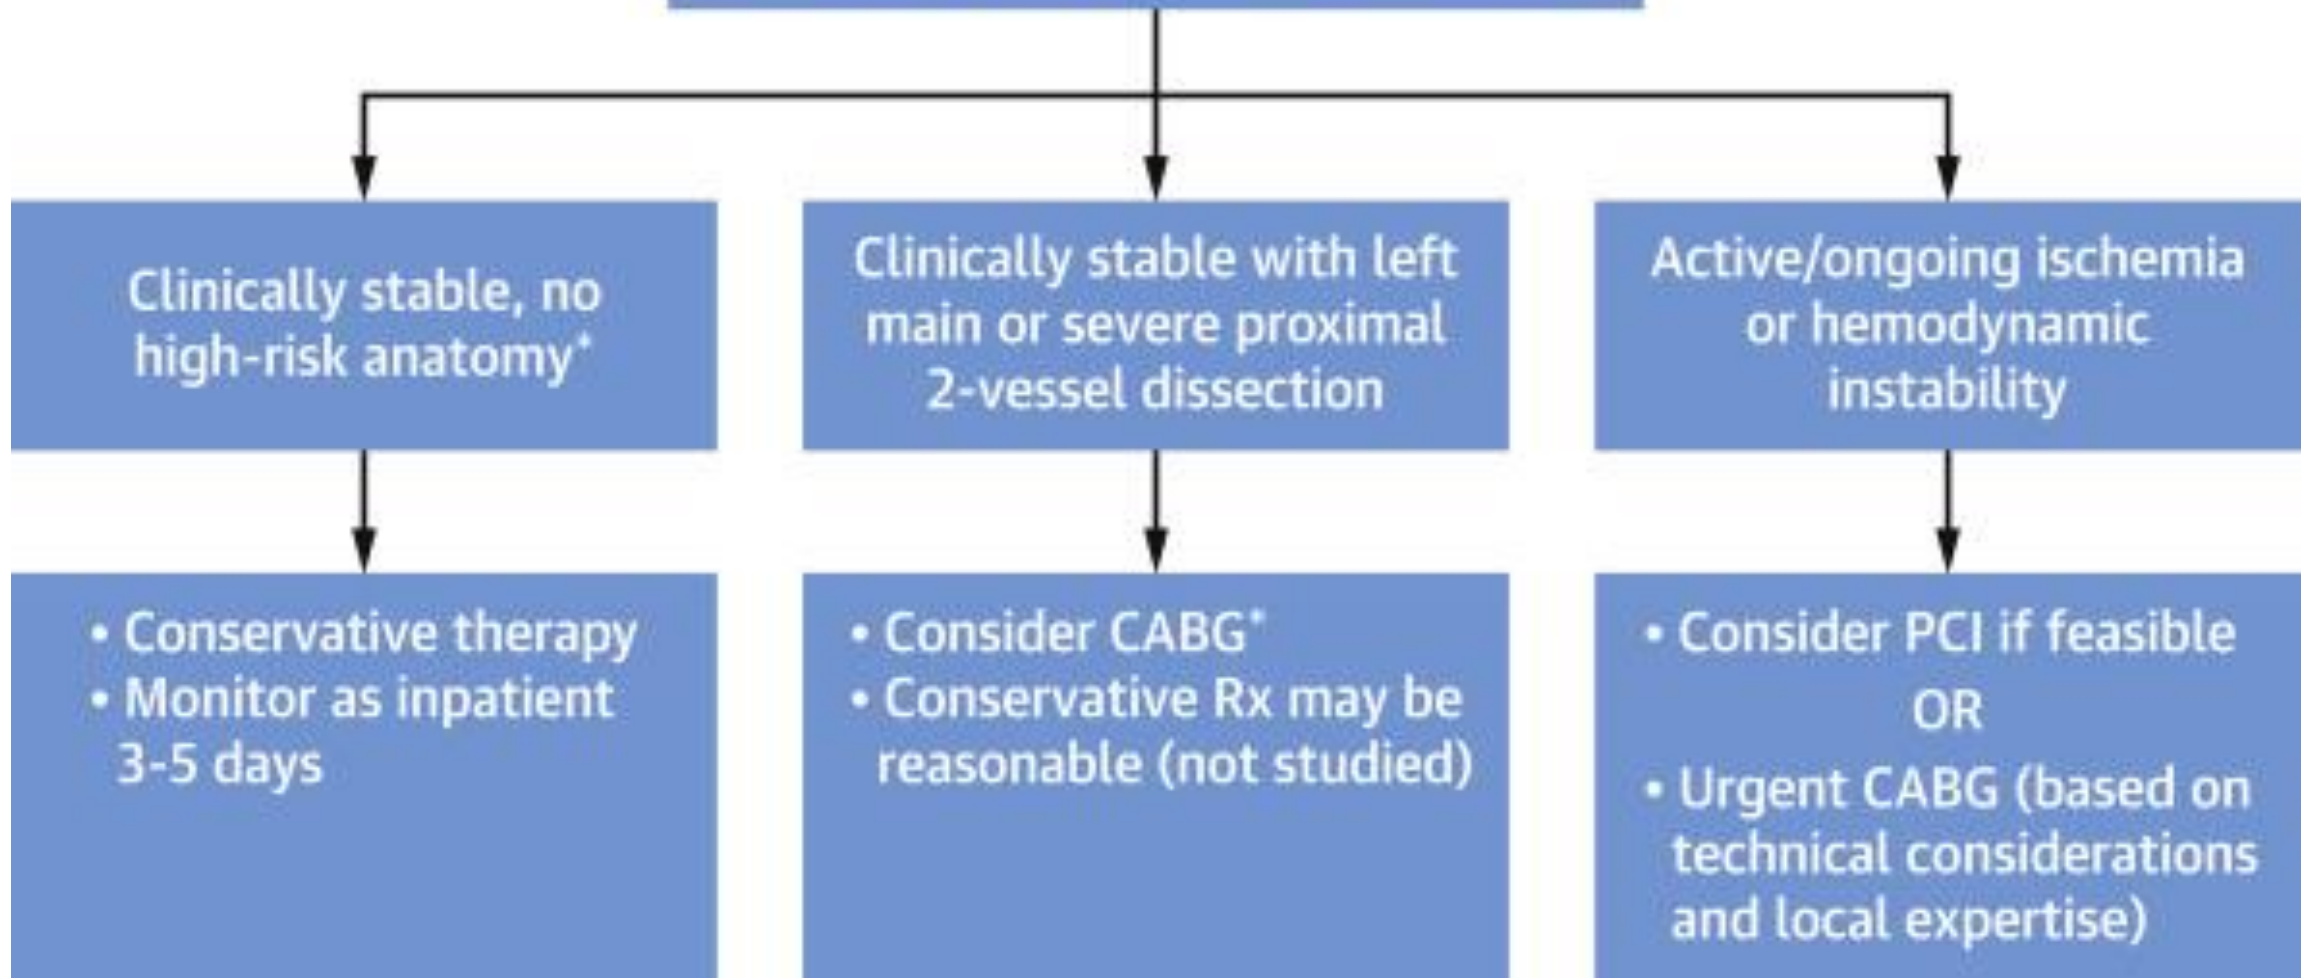 Clinically stable, no
high-risk anatomy*
Clinically stable with left
main or severe proximal
2-vessel dissection
Active/ongoing ischemia
or hemodynamic
instability
• Conservative therapy
• Monitor as inpatient
3-5 days
• Consider CABG*
• Conservative Rx may be
reasonable (not studied)
• Consider PCI if feasible
OR
• Urgent CABG (based on
technical considerations
and local expertise)